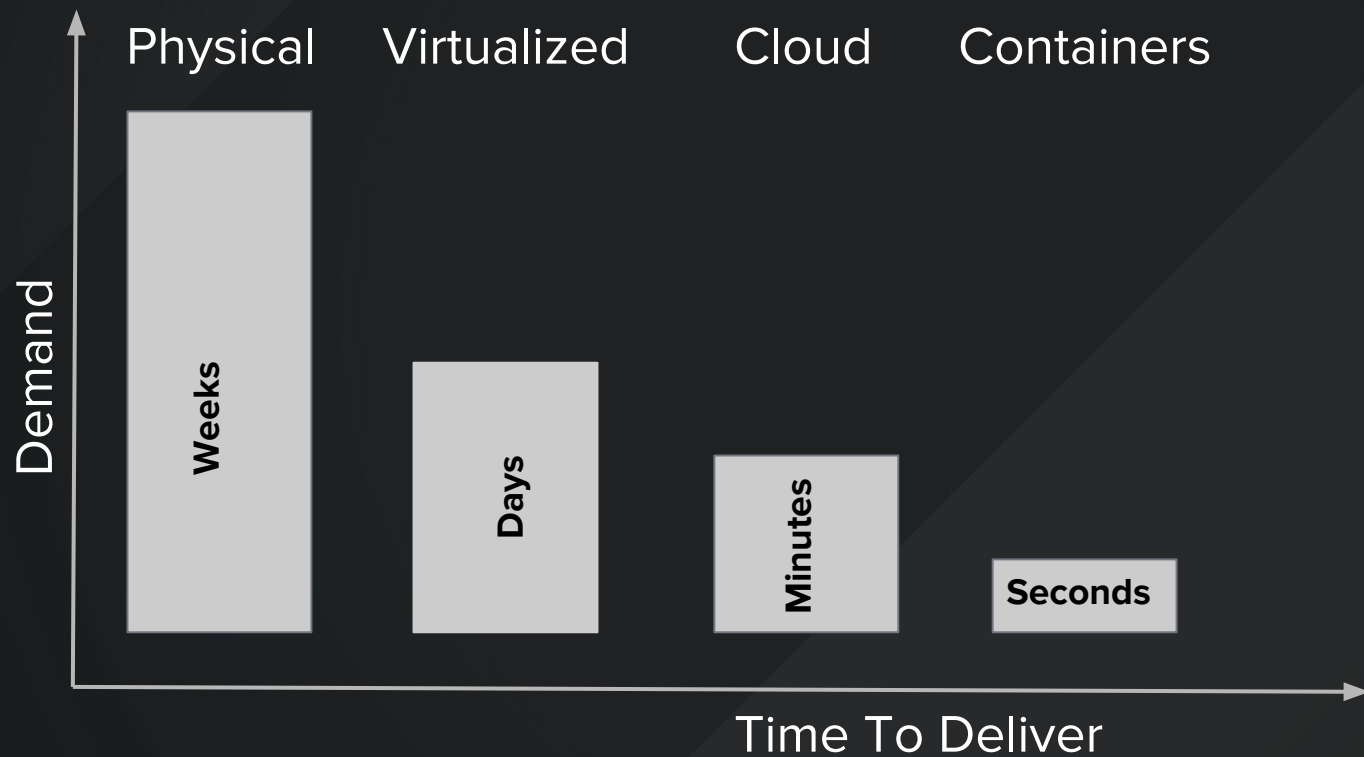 Physical
Virtualized
Cloud
Containers
Demand
Weeks
Days
Minutes
Seconds
Time To Deliver